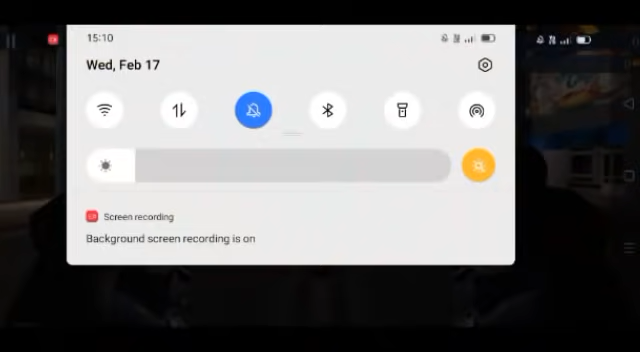 15:10
Wed, Feb 17
Screen recording
Background screen recording is on